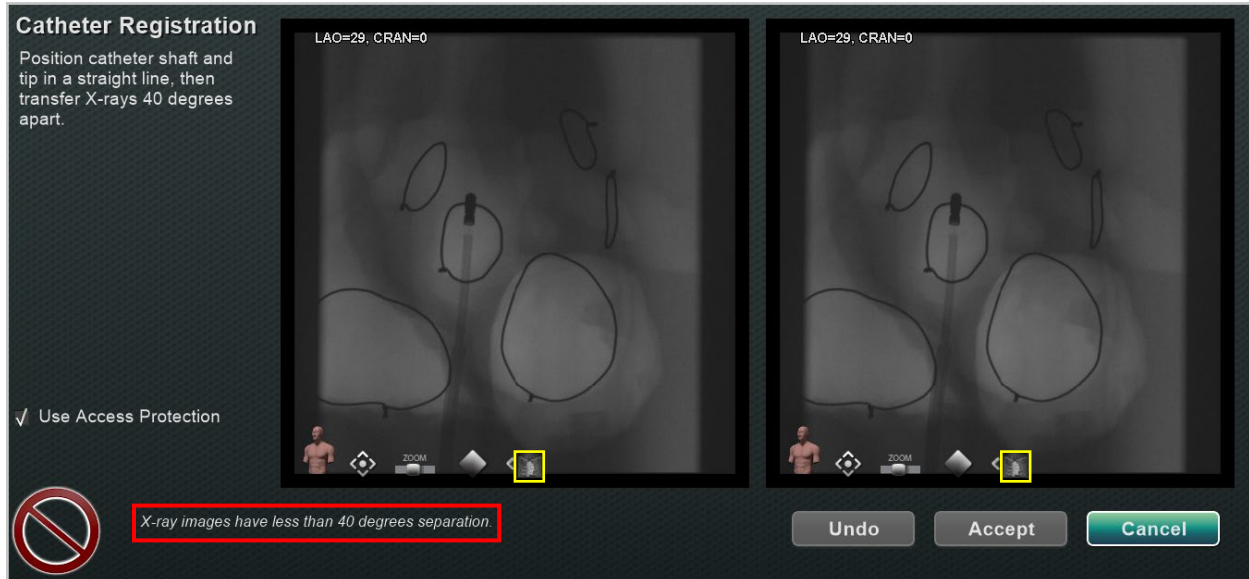 Catheter Registration
Position catheter shaft and
tip in a straight line, then
transfer X-rays 40 degrees
apart.
LAO=29, CRAN=0
LAO=29, CRAN=0
Use Access Protection
ZOOM
ZOOM
X-ray images have less than 40 degrees separation.
Undo
Accept
Cancel